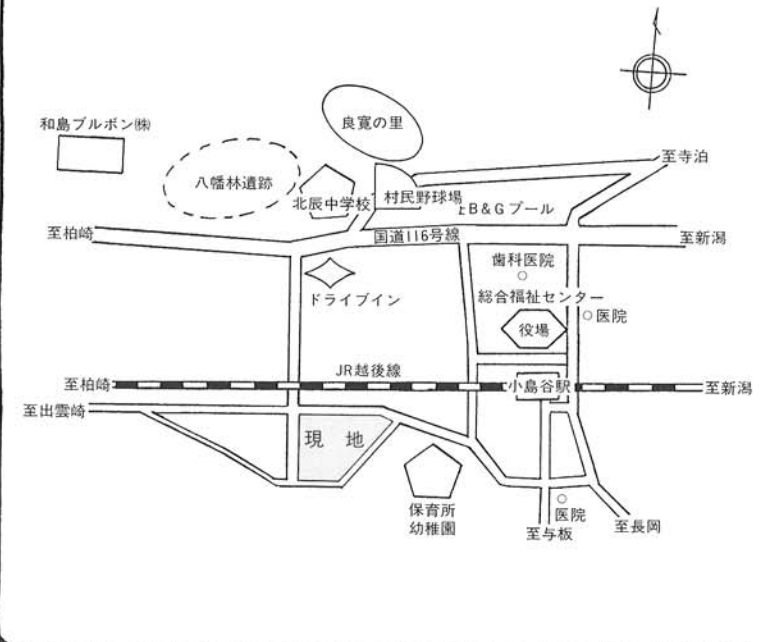 和島ブルボン㈱
良寛の里
至寺泊
八幡林遺跡
北辰中学校
村民野球場
B&Gプール
至柏崎
国道116号線
至新潟
歯科医院
ドライブイン
総合福祉センター
医院
役場
JR越後線
至柏崎
小島谷駅
至新潟
至出雲崎
現 地
保育所
幼稚園
医院
至与板
至長岡